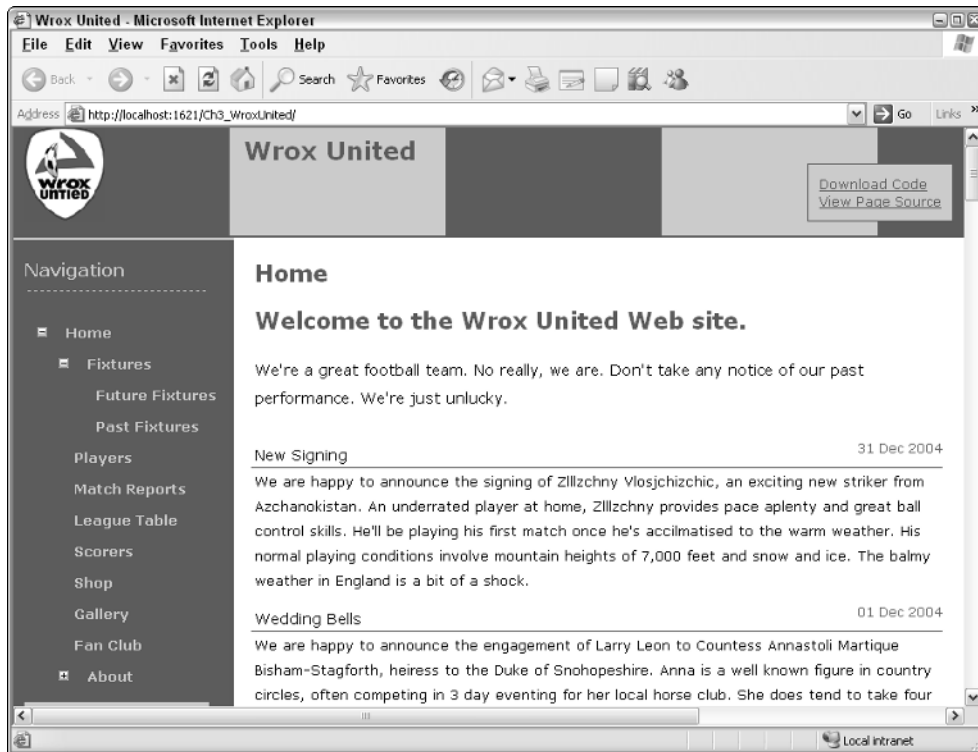 Wrox United - Microsoft Internet Explorer
File Edit View Favorites Tools Help
Back Search Favorites
Address http://localhost:1621/Ch3_WroxUnited/ Go Links »
WROX
UNTIED
Wrox United
Download Code
View Page Source
Navigation
Home
Fixtures
Future Fixtures
Past Fixtures
Players
Match Reports
League Table
Scorers
Shop
Gallery
Fan Club
About
Home
Welcome to the Wrox United Web site.
We're a great football team. No really, we are. Don't take any notice of our past
performance. We're just unlucky.
New Signing 31 Dec 2004
We are happy to announce the signing of Zlllzchny Vlosjchizchic, an exciting new striker from
Azchanokistan. An underrated player at home, Zlllzchny provides pace aplenty and great ball
control skills. He'll be playing his first match once he's accilmatised to the warm weather. His
normal playing conditions involve mountain heights of 7,000 feet and snow and ice. The balmy
weather in England is a bit of a shock.
Wedding Bells 01 Dec 2004
We are happy to announce the engagement of Larry Leon to Countess Annastoli Martique
Bisham-Stagforth, heiress to the Duke of Snohopeshire. Anna is a well known figure in country
circles, often competing in 3 day eventing for her local horse club. She does tend to take four
Local intranet